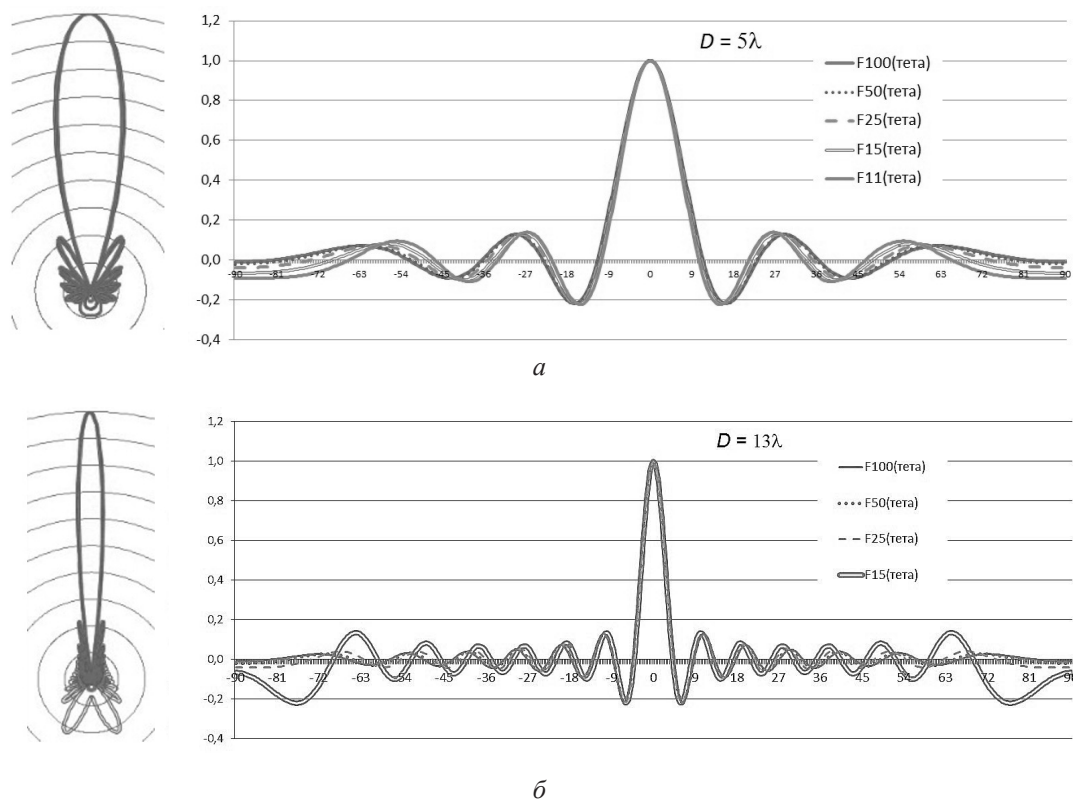 1,2
1,0
0,8
0,6
0,4
0,2
0,0
-0,2
-0,4
D = 5λ
F100(тета)
F50(тета)
F25(тета)
F15(тета)
F11(тета)
-90 -81 -72 -63 -54 -45 -36 -27 -18 -9 0 9 18 27 36 45 54 63 72 81 90
а
1,2
1,0
0,8
0,6
0,4
0,2
0,0
-0,2
-0,4
D = 13λ
F100(тета)
F50(тета)
F25(тета)
F15(тета)
-90 -81 -72 -63 -54 -45 -36 -27 -18 -9 0 9 18 27 36 45 54 63 72 81 90
б